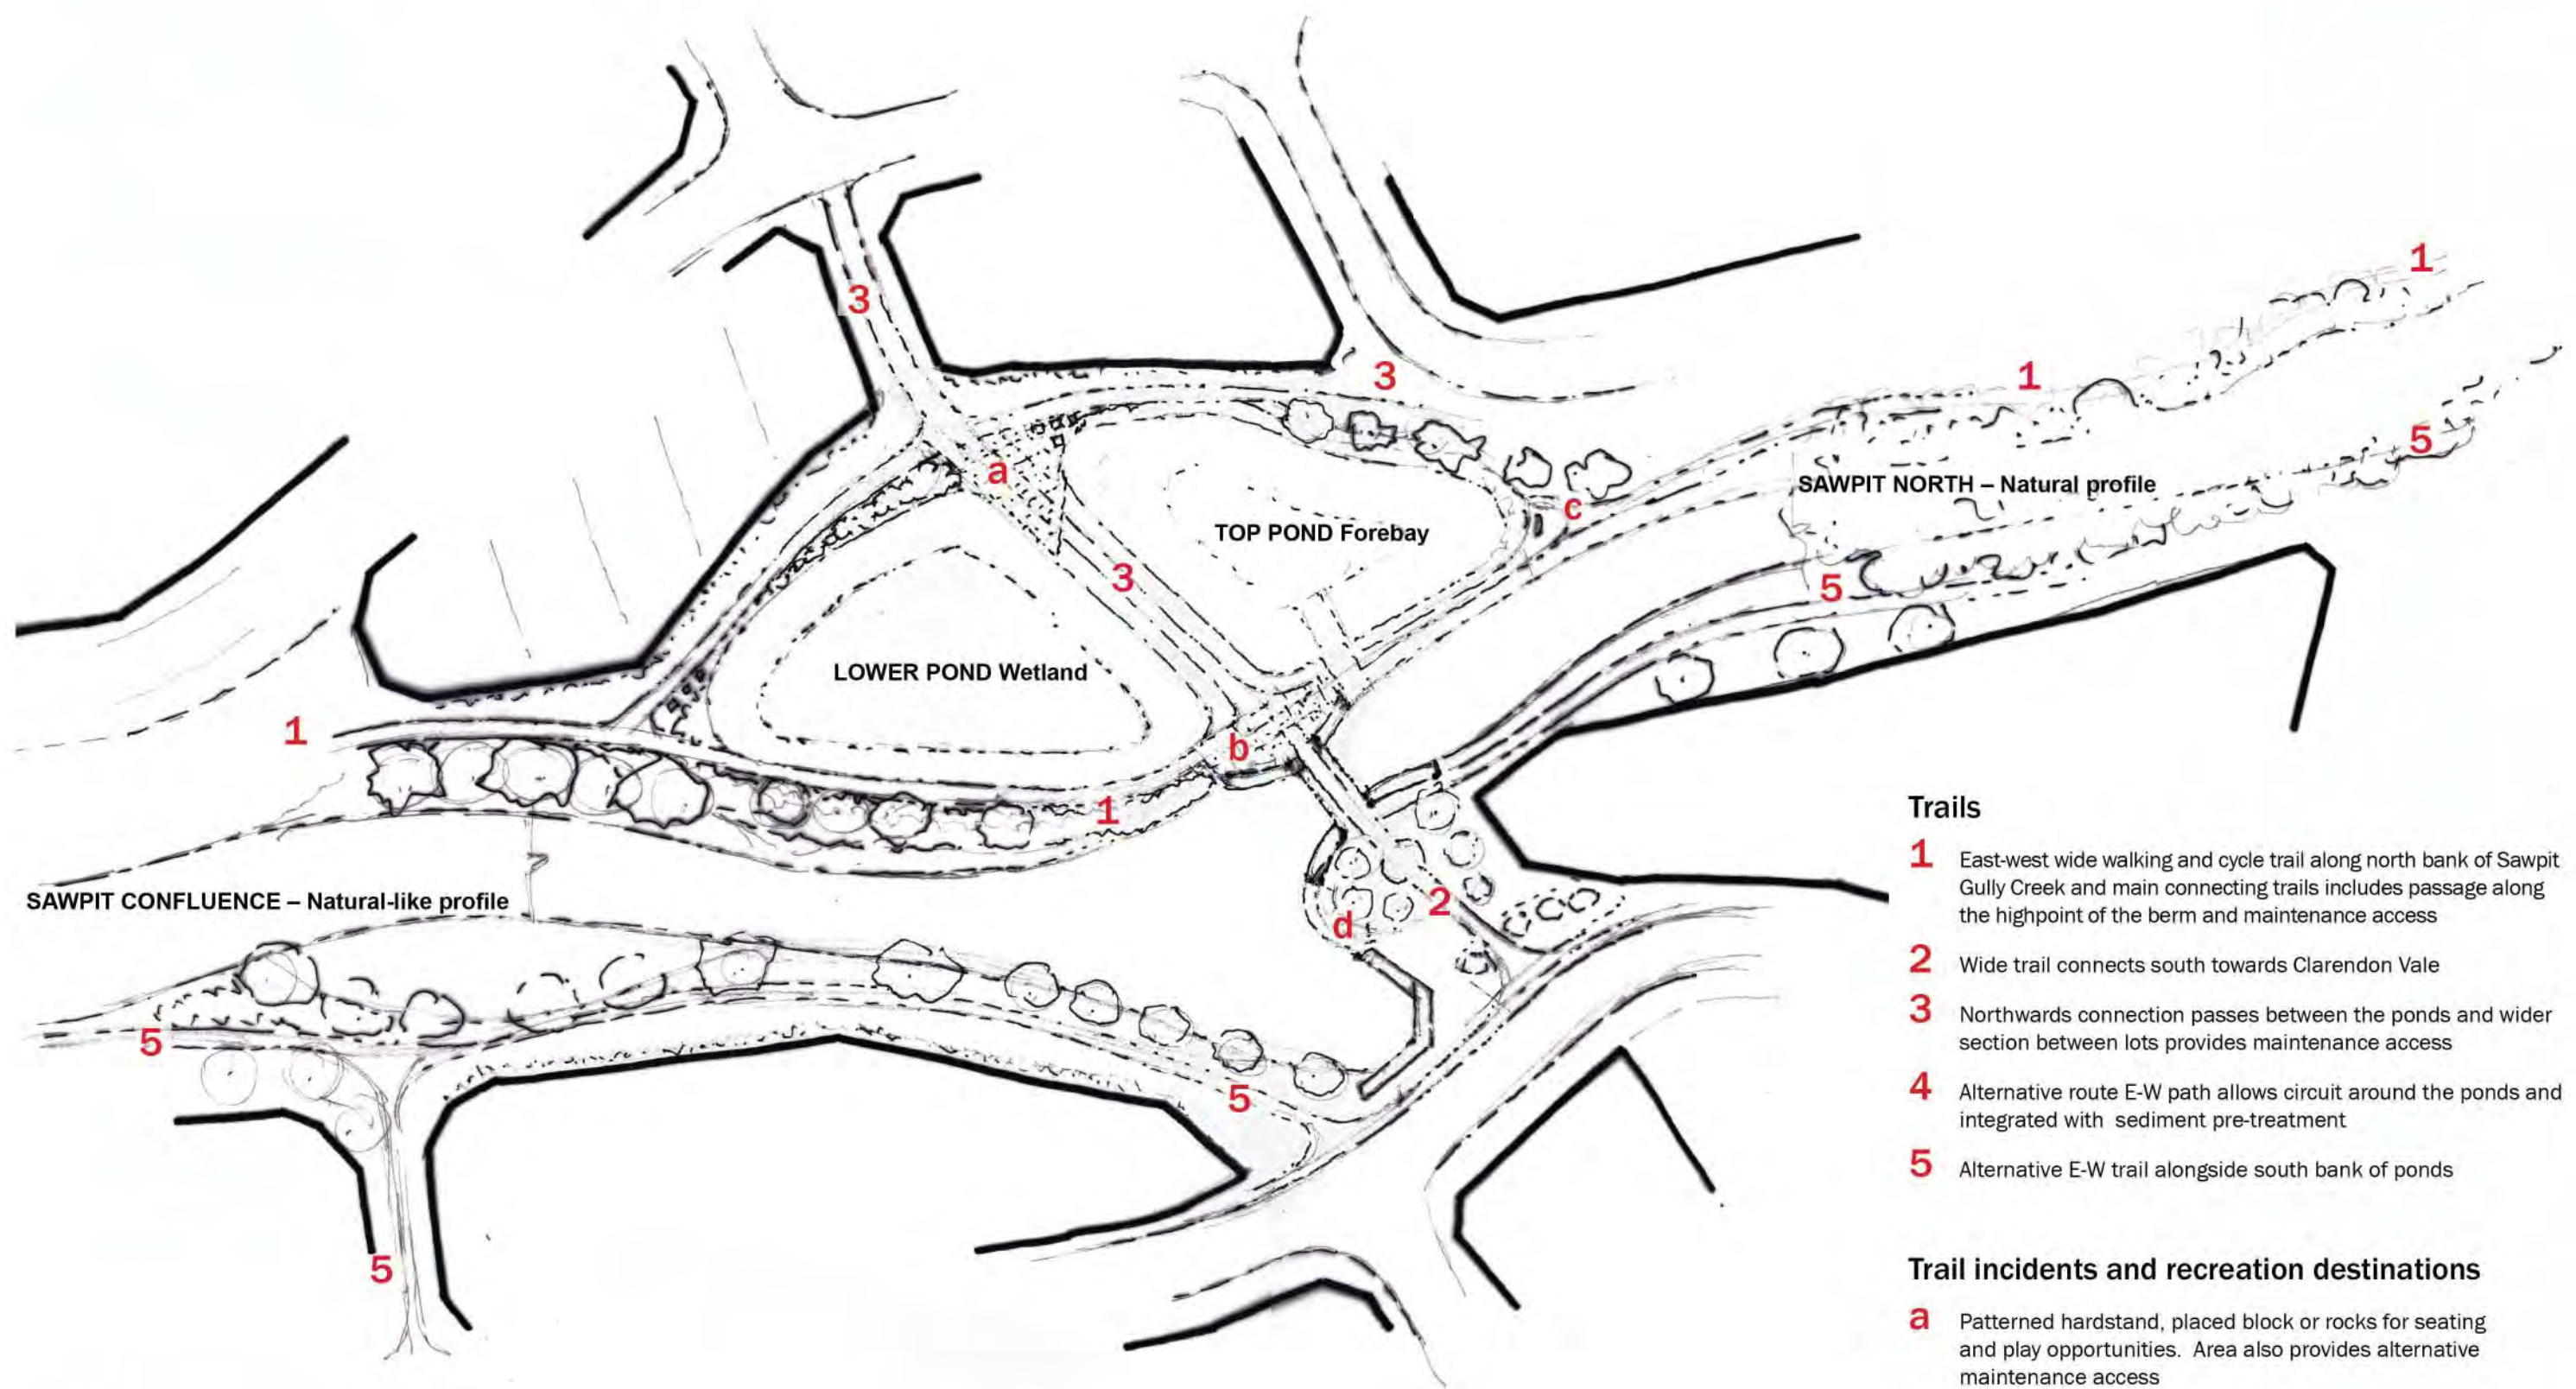 1
3
3
1
5
a
SAWPIT NORTH – Natural profile
c
TOP POND Forebay
3
5
LOWER POND Wetland
1
b
1
SAWPIT CONFLUENCE – Natural-like profile
2
d
5
5
5
Trails
1 East-west wide walking and cycle trail along north bank of Sawpit
Gully Creek and main connecting trails includes passage along
the highpoint of the berm and maintenance access
2 Wide trail connects south towards Clarendon Vale
3 Northwards connection passes between the ponds and wider
section between lots provides maintenance access
4 Alternative route E-W path allows circuit around the ponds and
integrated with sediment pre-treatment
5 Alternative E-W trail alongside south bank of ponds
Trail incidents and recreation destinations
a Patterned hardstand, placed block or rocks for seating
and play opportunities. Area also provides alternative
maintenance access